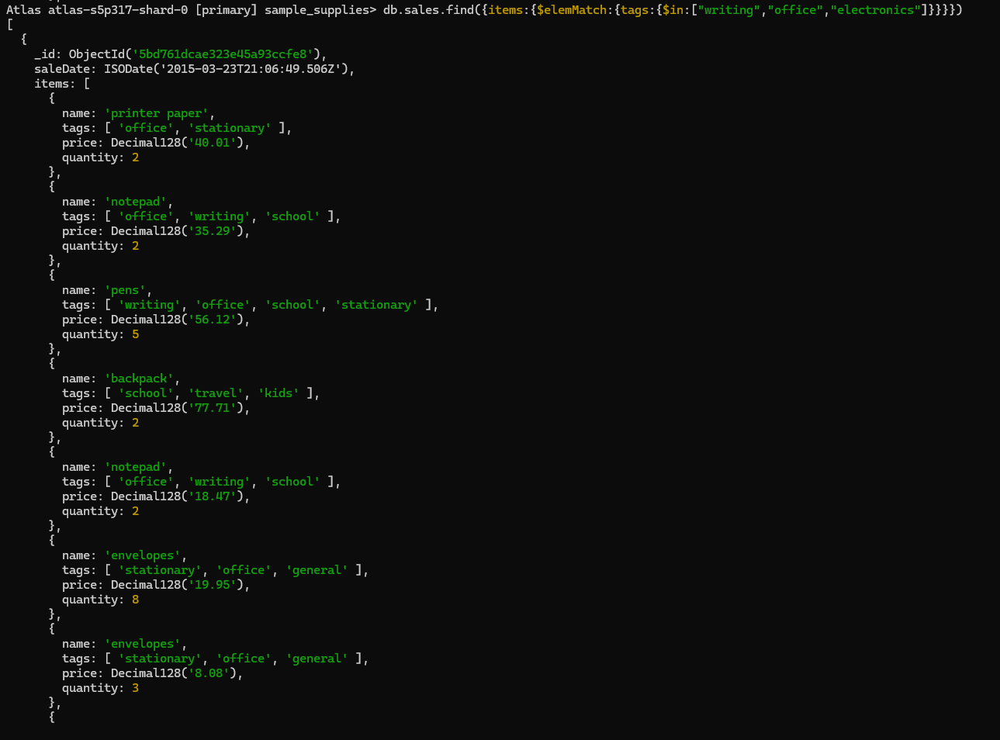 Atlas atlas-s5p317-shard-0 [primary] sample_supplies> db.sales.find({items:{$elemMatch:{tags:{$in:["writing","office","electronics"]}}}})
[
  {
    _id: ObjectId('5bd761dcae323e45a93ccfe8'),
    saleDate: ISODate('2015-03-23T21:06:49.506Z'),
    items: [
      {
        name: 'printer paper',
        tags: [ 'office', 'stationary' ],
        price: Decimal128('40.01'),
        quantity: 2
      },
      {
        name: 'notepad',
        tags: [ 'office', 'writing', 'school' ],
        price: Decimal128('35.29'),
        quantity: 2
      },
      {
        name: 'pens',
        tags: [ 'writing', 'office', 'school', 'stationary' ],
        price: Decimal128('56.12'),
        quantity: 5
      },
      {
        name: 'backpack',
        tags: [ 'school', 'travel', 'kids' ],
        price: Decimal128('77.71'),
        quantity: 2
      },
      {
        name: 'notepad',
        tags: [ 'office', 'writing', 'school' ],
        price: Decimal128('18.47'),
        quantity: 2
      },
      {
        name: 'envelopes',
        tags: [ 'stationary', 'office', 'general' ],
        price: Decimal128('19.95'),
        quantity: 8
      },
      {
        name: 'envelopes',
        tags: [ 'stationary', 'office', 'general' ],
        price: Decimal128('8.08'),
        quantity: 3
      },
      {